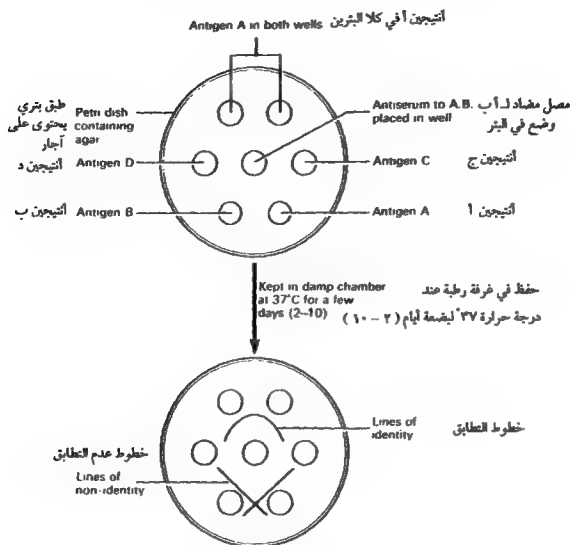 Antigen A in both wells أنتيجين أ في كلا البئرين
طبق بتري
يحتوى على
آجار
Petri dish
containing
agar
Antiserum to A.B.
placed in well
مصل مضاد لـ أ ب
وضع في البئر
أنتيجين د Antigen D
Antigen C أنتيجين ج
أنتيجين ب Antigen B
Antigen A أنتيجين أ
Kept in damp chamber
at 37°C for a few
days (2–10)
حفظ في غرفة رطبة عند
درجة حرارة ٣٧° لبضعة أيام ( ٢ – ١٠ )
Lines of
identity
خطوط التطابق
خطوط عدم التطابق
Lines of
non-identity